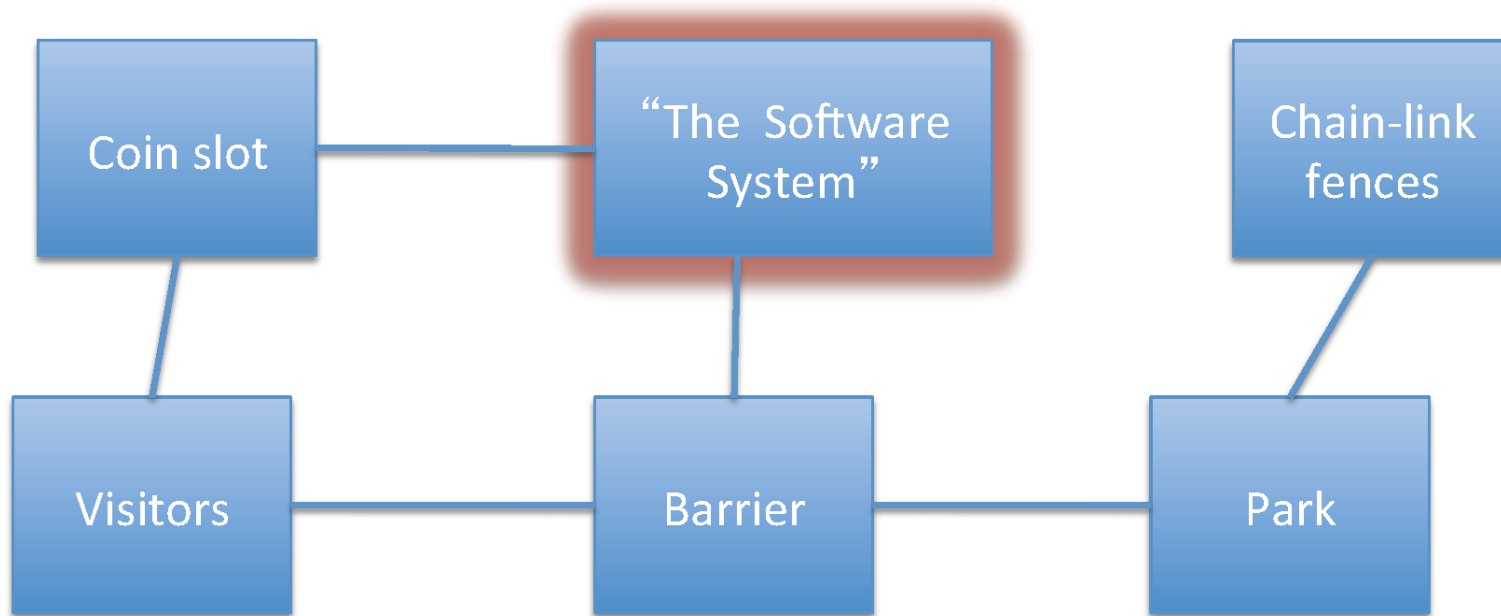 Coin slot
“The Software
System”
Chain-link
fences
Visitors
Barrier
Park